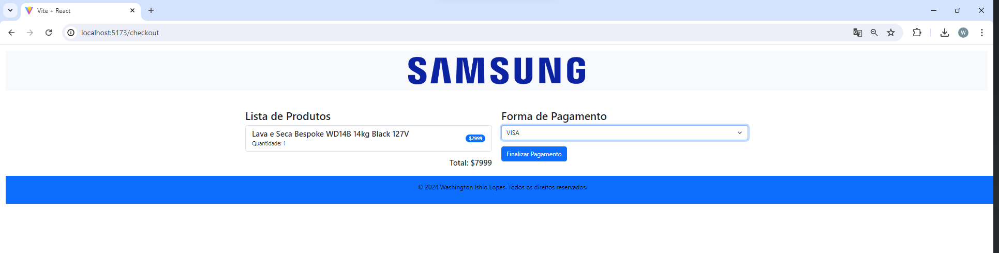 Vite + React
localhost:5173/checkout
W
SAMSUNG
Lista de Produtos
Lava e Seca Bespoke WD14B 14kg Black 127V
$7999
Quantidade: 1
Total: $7999
Forma de Pagamento
VISA
Finalizar Pagamento
© 2024 Washington Ishio Lopes. Todos os direitos reservados.